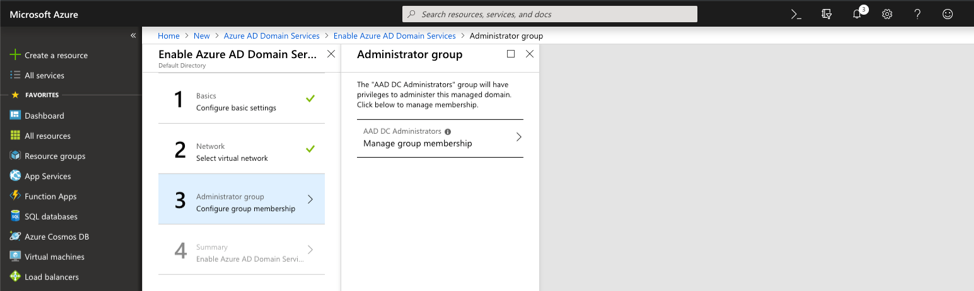 Microsoft Azure
Search resources, services, and docs
3
Create a resource
All services
FAVORITES
Dashboard
All resources
Resource groups
App Services
Function Apps
SQL databases
Azure Cosmos DB
Virtual machines
Load balancers
Home > New > Azure AD Domain Services > Enable Azure AD Domain Services > Administrator group
Enable Azure AD Domain Ser...
Default Directory
1
Basics
Configure basic settings
2
Network
Select virtual network
3
Administrator group
Configure group membership
4
Summary
Enable Azure AD Domain Servi...
Administrator group
The "AAD DC Administrators" group will have
privileges to administer this managed domain.
Click below to manage membership.
AAD DC Administrators
Manage group membership